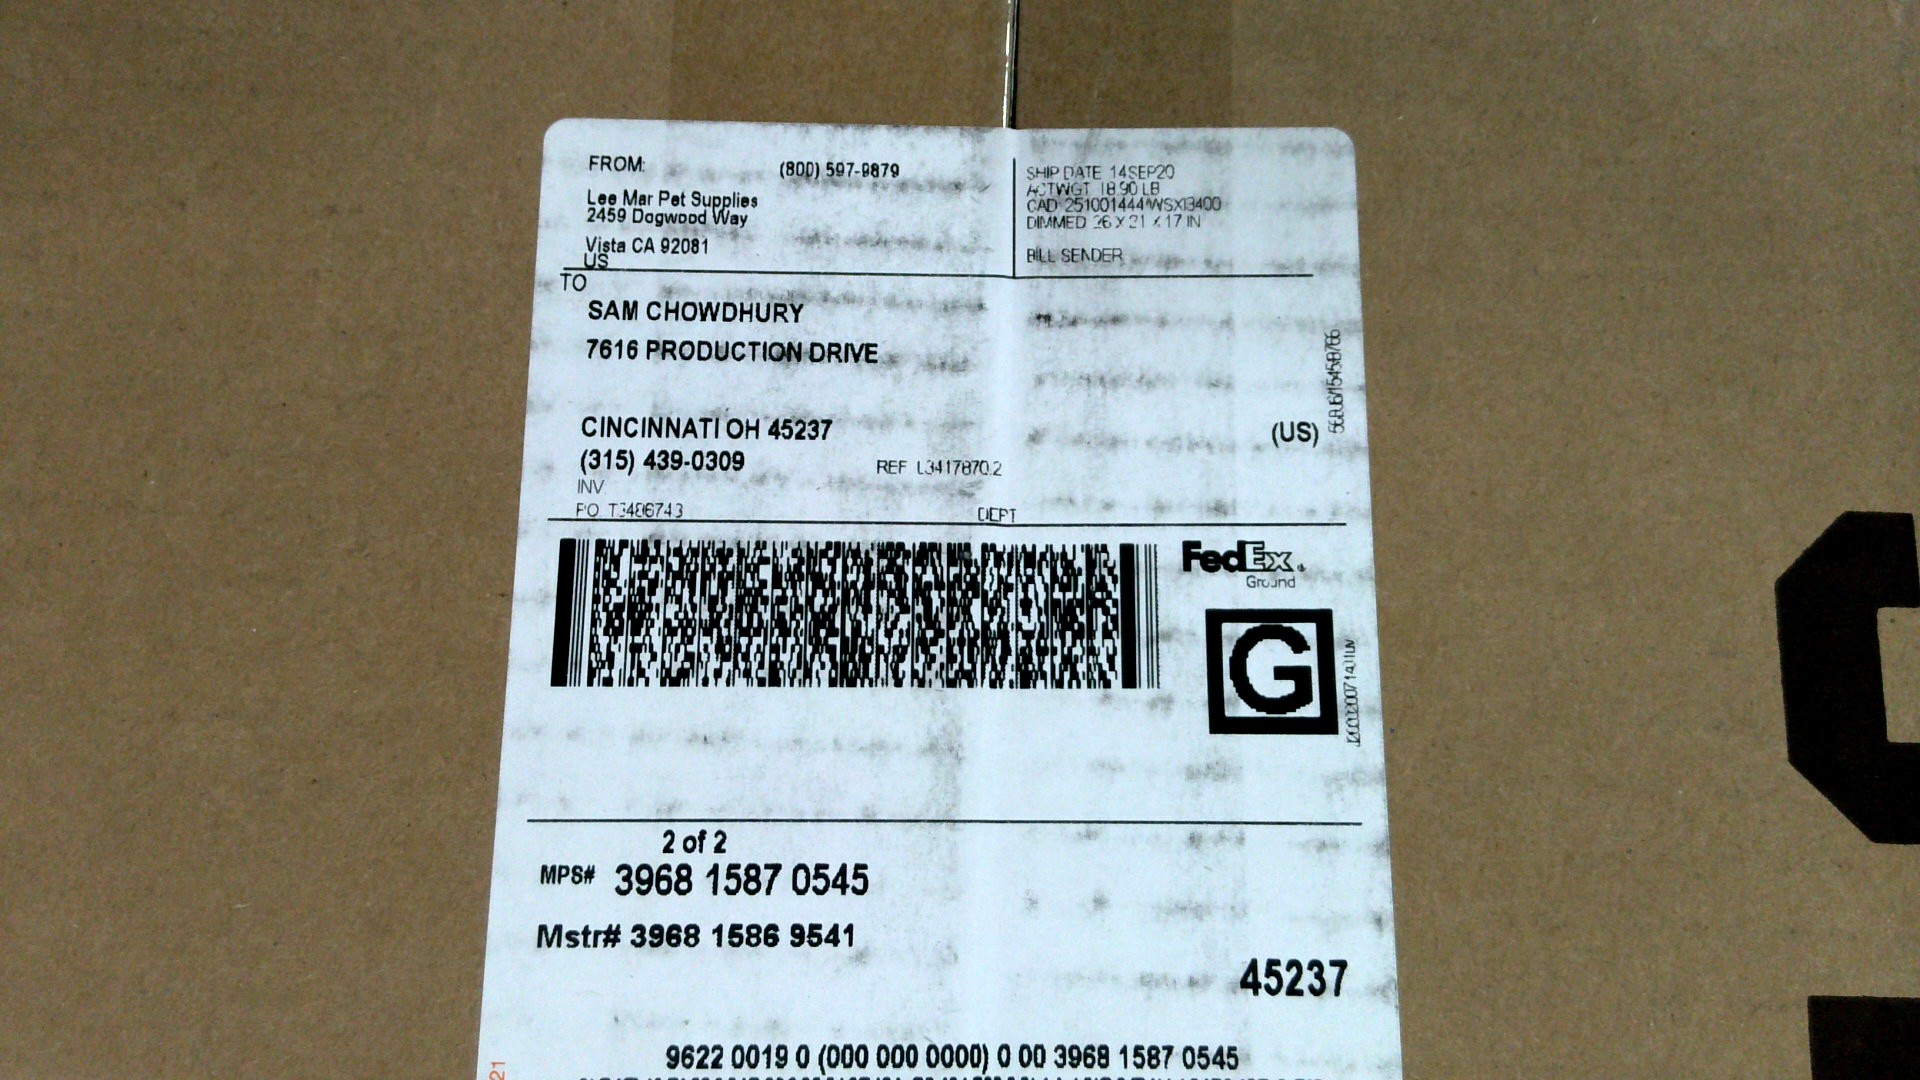 FROM: (800) 597-9879
Lee Mar Pet Supplies
2459 Dogwood Way
Vista CA 92081
US
SHIP DATE 14SEP20
ACTWGT 18.90 LB
CAD: 251001444/WSXI3400
DIMMED 26 X 21 X 17 IN
BILL SENDER
TO
SAM CHOWDHURY
7616 PRODUCTION DRIVE
CINCINNATI OH 45237
(US)
(315) 439-0309
REF L3417870.2
INV
PO T3486743
DEPT
FedEx
Ground
G
2 of 2
MPS# 3968 1587 0545
Mstr# 3968 1586 9541
45237
9622 0019 0 (000 000 0000) 0 00 3968 1587 0545
21